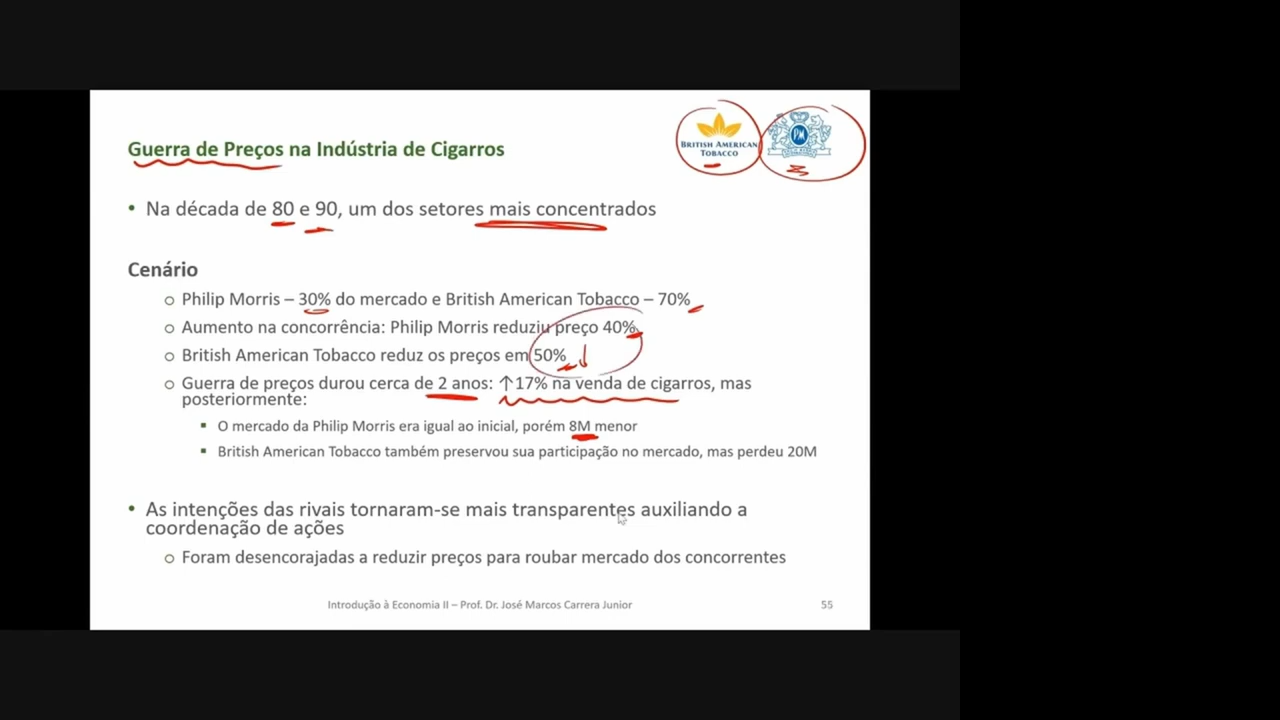 BRITISH AMERICAN
TOBACCO
PM
Guerra de Preços na Indústria de Cigarros
• Na década de 80 e 90, um dos setores mais concentrados
Cenário
o Philip Morris – 30% do mercado e British American Tobacco – 70%
o Aumento na concorrência: Philip Morris reduziu preço 40%
o British American Tobacco reduz os preços em 50%
o Guerra de preços durou cerca de 2 anos: ↑17% na venda de cigarros, mas
posteriormente:
▪ O mercado da Philip Morris era igual ao inicial, porém 8M menor
▪ British American Tobacco também preservou sua participação no mercado, mas perdeu 20M
• As intenções das rivais tornaram-se mais transparentes auxiliando a
coordenação de ações
o Foram desencorajadas a reduzir preços para roubar mercado dos concorrentes
Introdução à Economia II – Prof. Dr. José Marcos Carrera Junior
55